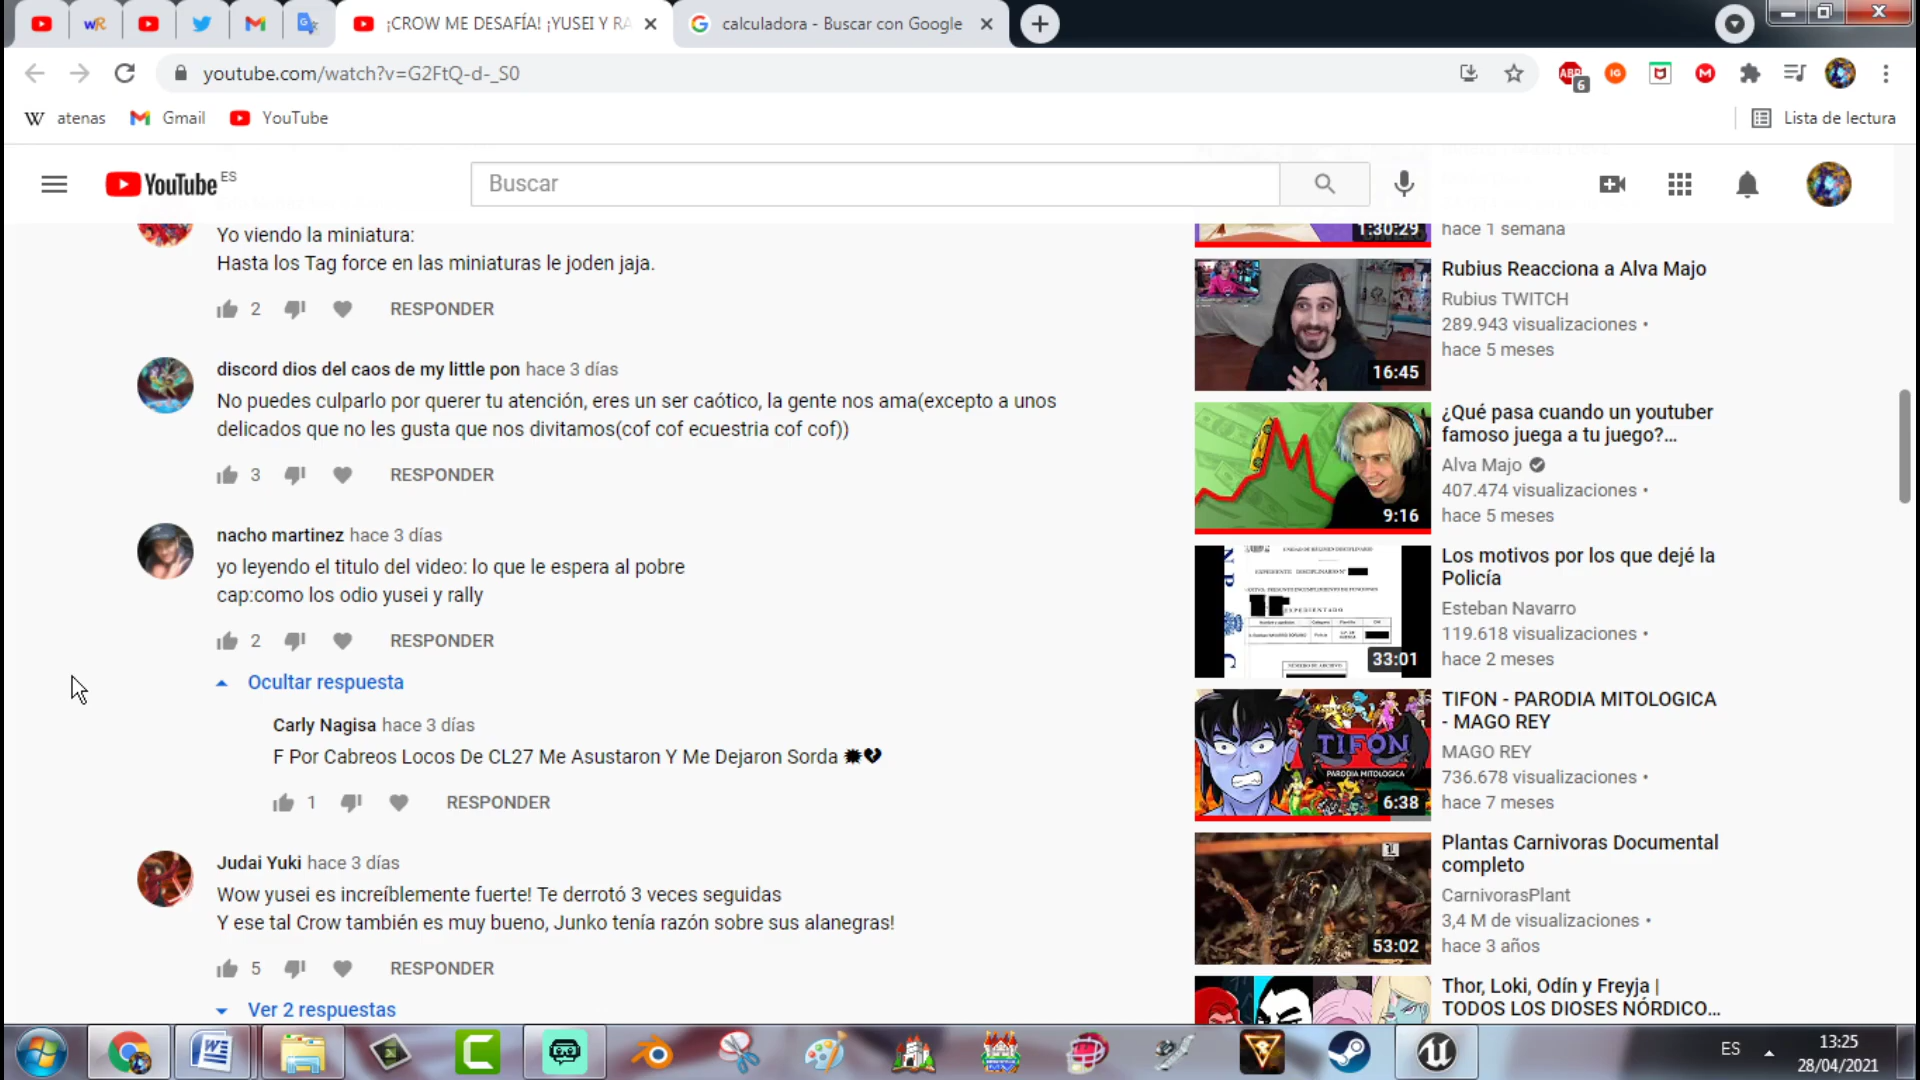 ¡CROW ME DESAFÍA! ¡YUSEI Y RA
calculadora - Buscar con Google
youtube.com/watch?v=G2FtQ-d-_S0
6
atenas
Gmail
YouTube
Lista de lectura
YouTube ES
Buscar
Yo viendo la miniatura:
Hasta los Tag force en las miniaturas le joden jaja.
2
RESPONDER
discord dios del caos de my little pon hace 3 días
No puedes culparlo por querer tu atención, eres un ser caótico, la gente nos ama(excepto a unos
delicados que no les gusta que nos divitamos(cof cof ecuestria cof cof))
3
RESPONDER
nacho martinez hace 3 días
yo leyendo el titulo del video: lo que le espera al pobre
cap:como los odio yusei y rally
2
RESPONDER
Ocultar respuesta
Carly Nagisa hace 3 días
F Por Cabreos Locos De CL27 Me Asustaron Y Me Dejaron Sorda
1
RESPONDER
Judai Yuki hace 3 días
Wow yusei es increíblemente fuerte! Te derrotó 3 veces seguidas
Y ese tal Crow también es muy bueno, Junko tenía razón sobre sus alanegras!
5
RESPONDER
Ver 2 respuestas
1:30:29
hace 1 semana
16:45
Rubius Reacciona a Alva Majo
Rubius TWITCH
289.943 visualizaciones •
hace 5 meses
9:16
¿Qué pasa cuando un youtuber
famoso juega a tu juego?...
Alva Majo
407.474 visualizaciones •
hace 5 meses
33:01
Los motivos por los que dejé la
Policía
Esteban Navarro
119.618 visualizaciones •
hace 2 meses
TIFON
PARODIA MITOLOGICA
6:38
TIFON - PARODIA MITOLOGICA
- MAGO REY
MAGO REY
736.678 visualizaciones •
hace 7 meses
53:02
Plantas Carnivoras Documental
completo
CarnivorasPlant
3,4 M de visualizaciones •
hace 3 años
Thor, Loki, Odín y Freyja |
TODOS LOS DIOSES NÓRDICO...
ES
13:25
28/04/2021